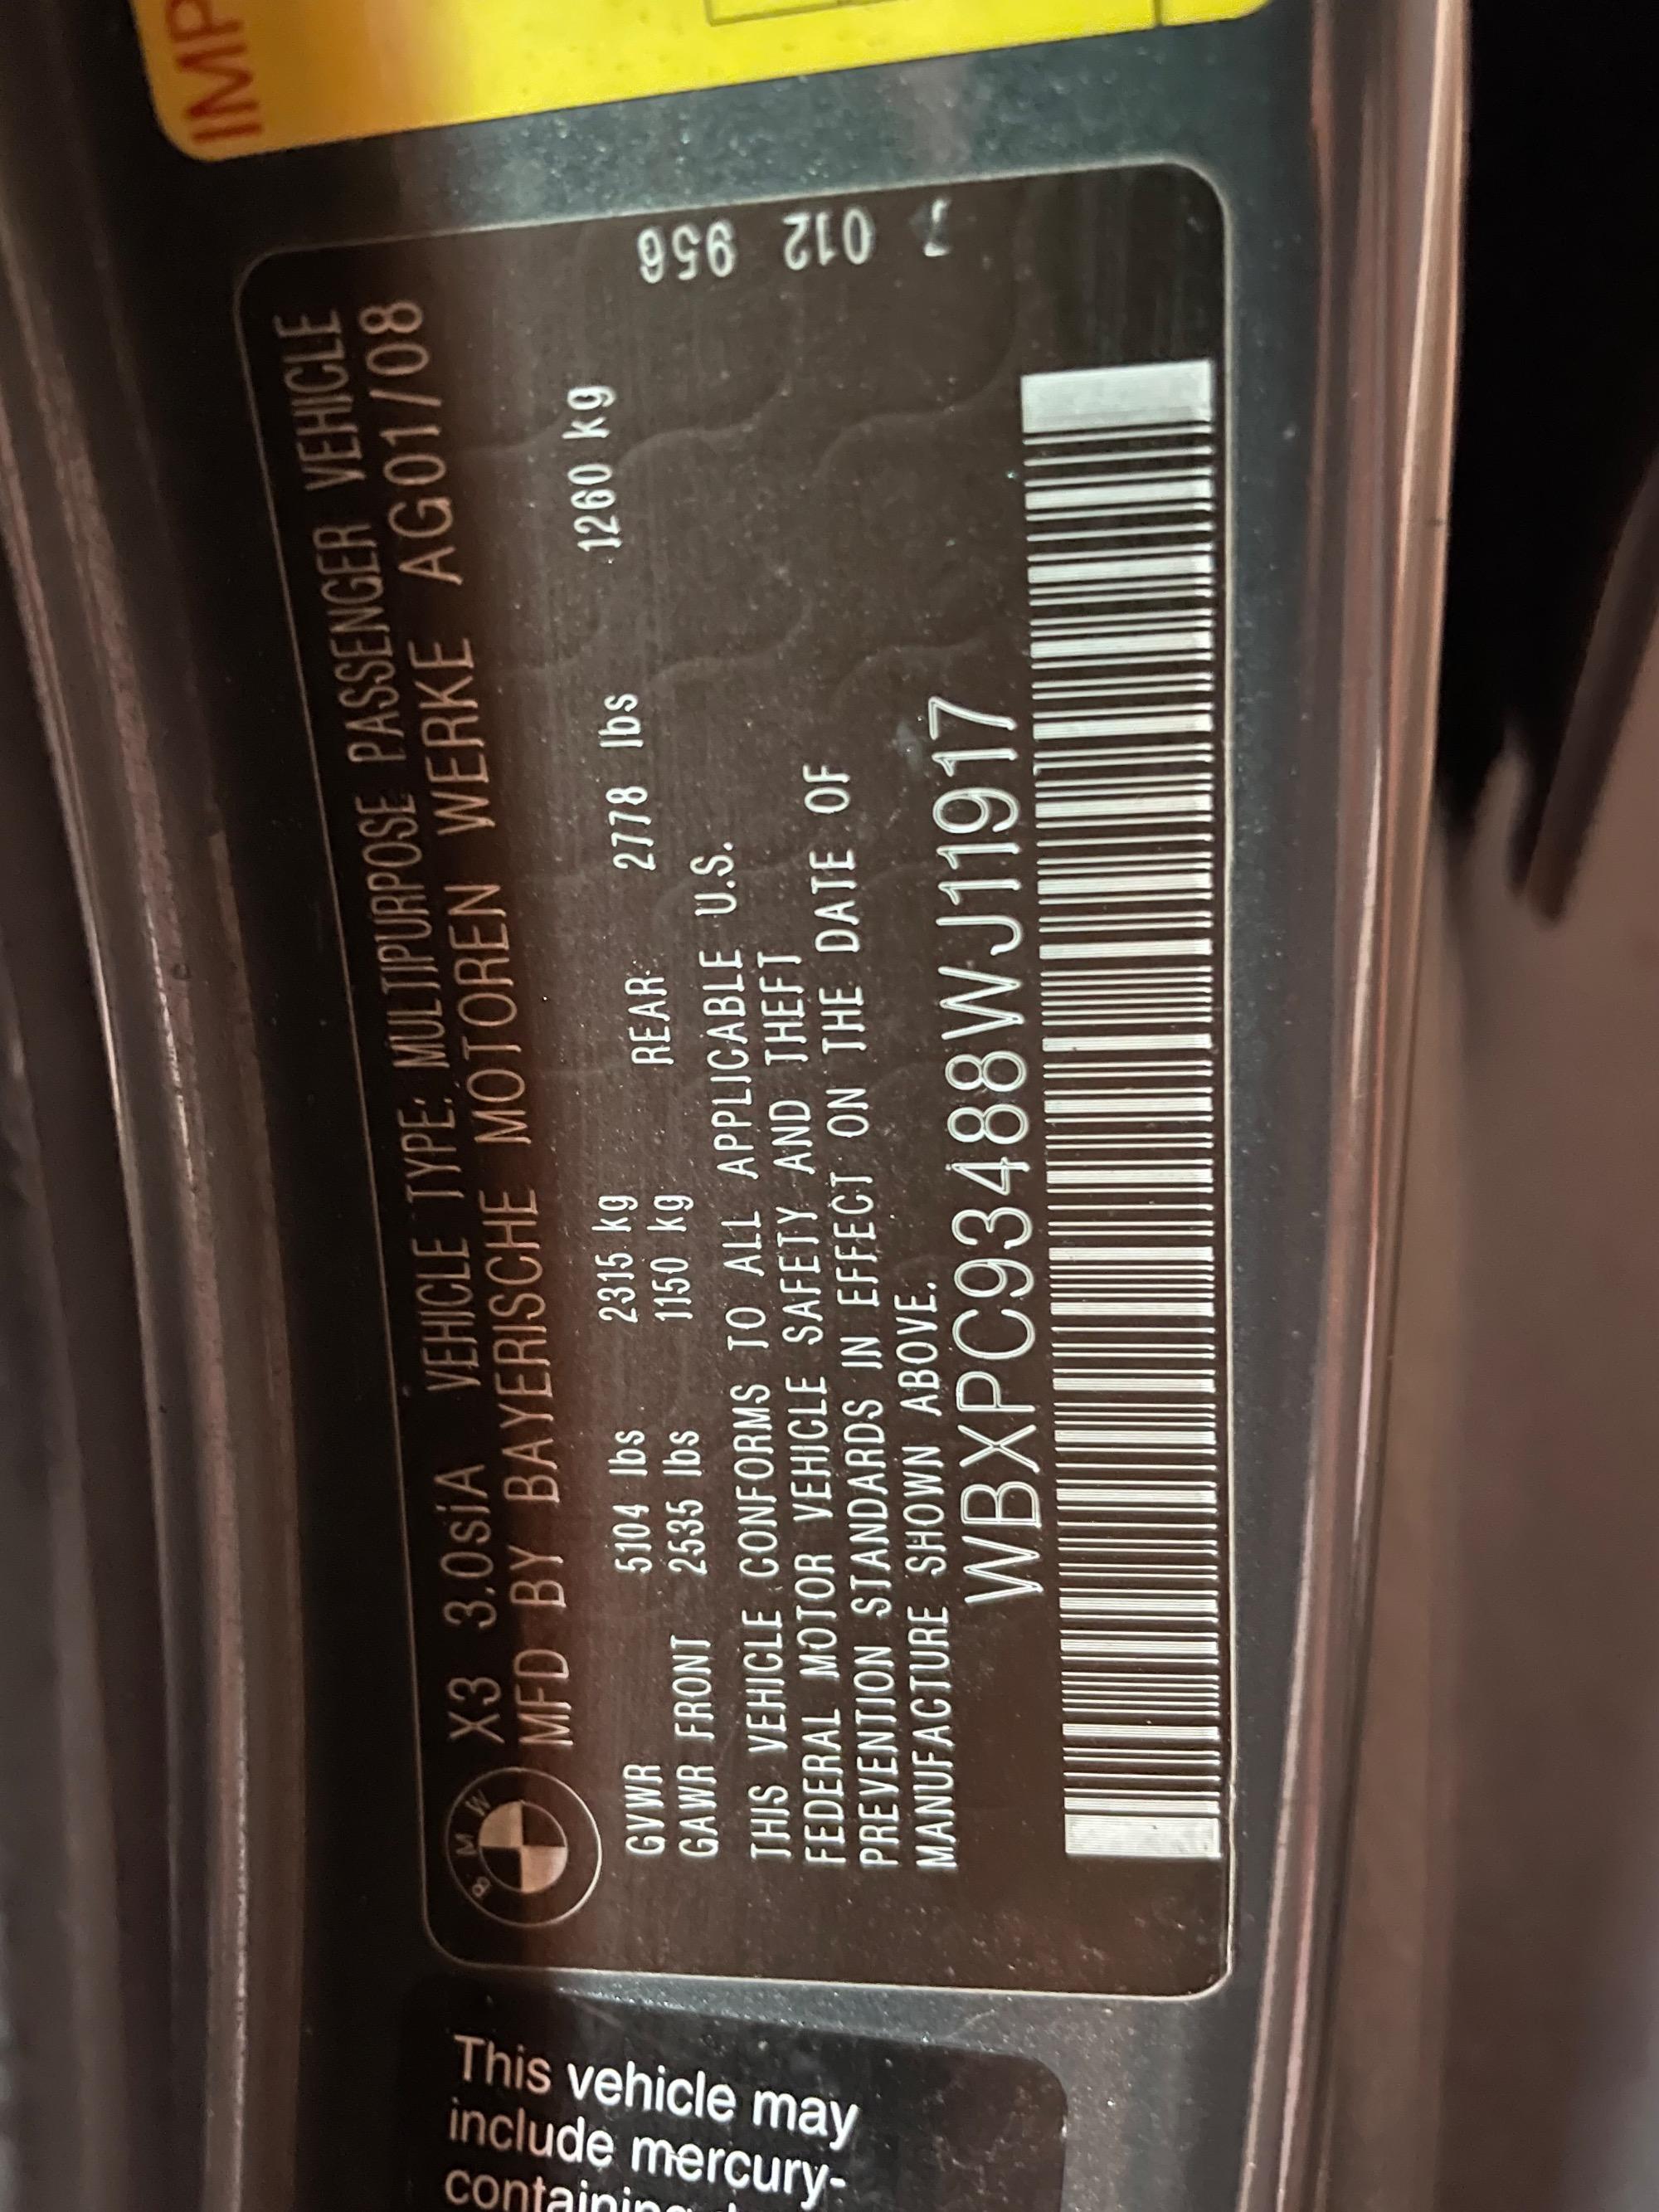 B M W
X3 3.0siA VEHICLE TYPE: MULTIPURPOSE PASSENGER VEHICLE
MFD BY BAYERISCHE MOTOREN WERKE AG01/08
GVWR 5104 lbs 2315 kg
GAWR FRONT 2535 lbs 1150 kg REAR 2778 lbs 1260 kg
THIS VEHICLE CONFORMS TO ALL APPLICABLE U.S.
FEDERAL MOTOR VEHICLE SAFETY AND THEFT
PREVENTION STANDARDS IN EFFECT ON THE DATE OF
MANUFACTURE SHOWN ABOVE.
WBXPC93488WJ11917
7 012 956
This vehicle may
include mercury-
containing
IMP